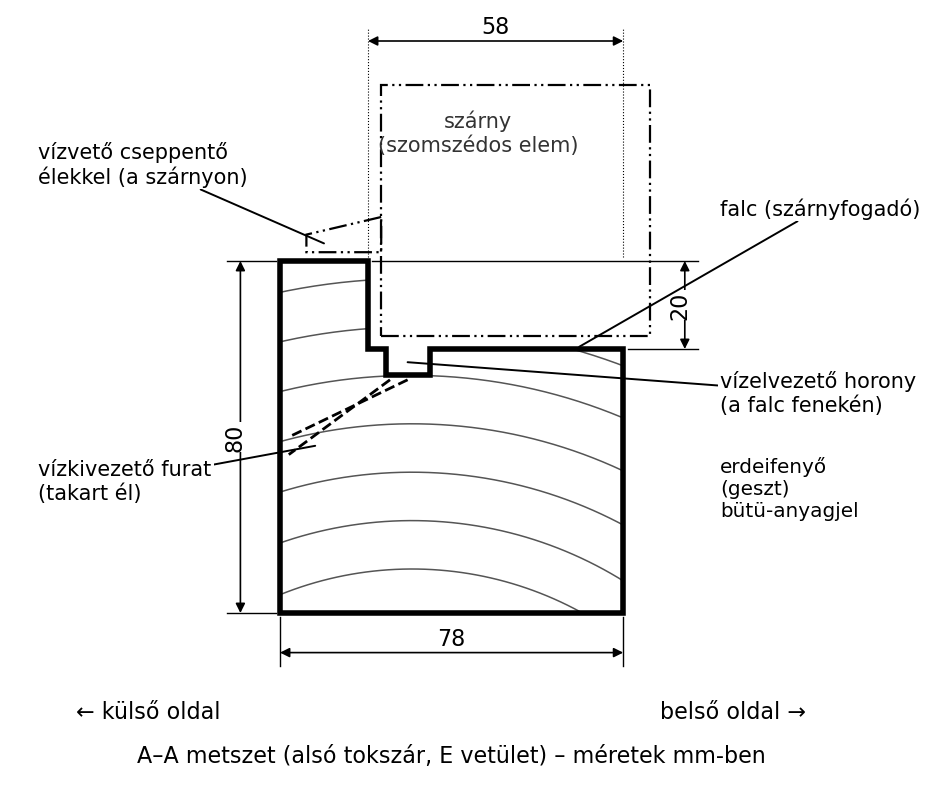 58
szárny
(szomszédos elem)
vízvető cseppentő
élekkel (a szárnyon)
falc (szárnyfogadó)
20
vízelvezető horony
(a falc fenekén)
80
vízkivezető furat
(takart él)
erdeifenyő
(geszt)
bütü-anyagjel
78
← külső oldal
belső oldal →
A–A metszet (alsó tokszár, E vetület) – méretek mm-ben